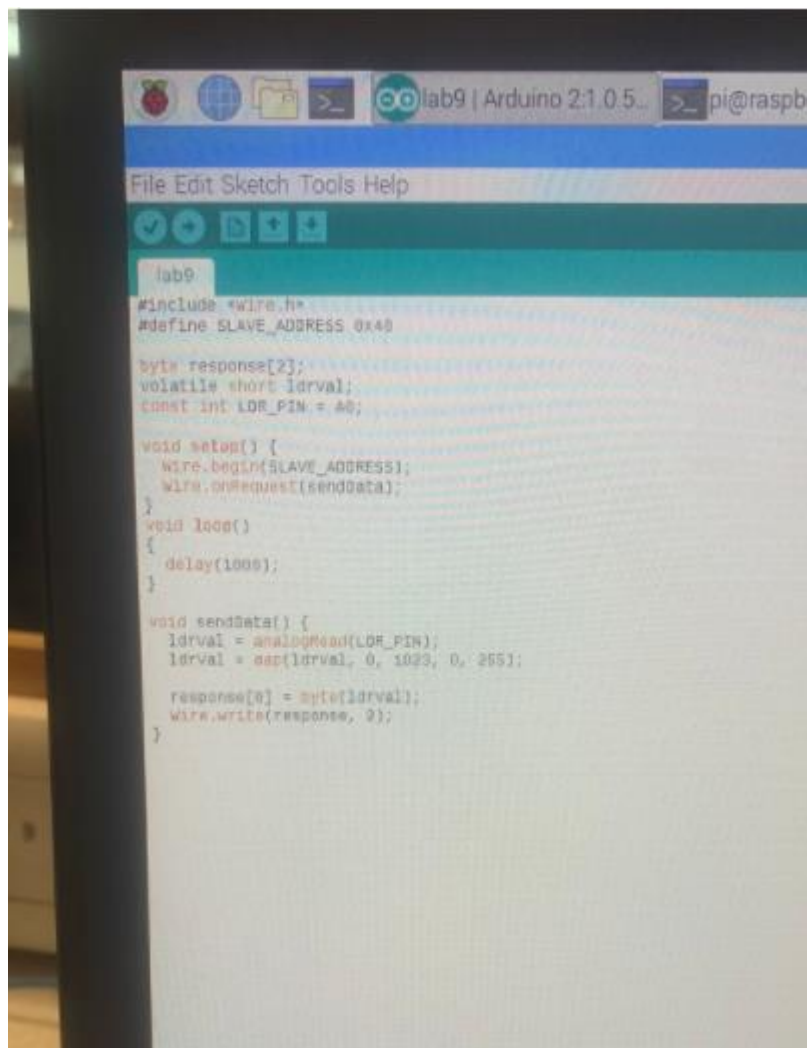 lab9 | Arduino 2:1.0.5... pi@raspb
File Edit Sketch Tools Help
lab9
#include <Wire.h>
#define SLAVE_ADDRESS 0x40
byte response[2];
volatile short ldrval;
const int LDR_PIN = A0;
void setup() {
Wire.begin(SLAVE_ADDRESS);
Wire.onRequest(sendData);
}
void loop()
{
delay(1000);
}
void sendData() {
ldrval = analogRead(LDR_PIN);
ldrval = map(ldrval, 0, 1023, 0, 255);
response[0] = byte(ldrval);
Wire.write(response, 2);
}